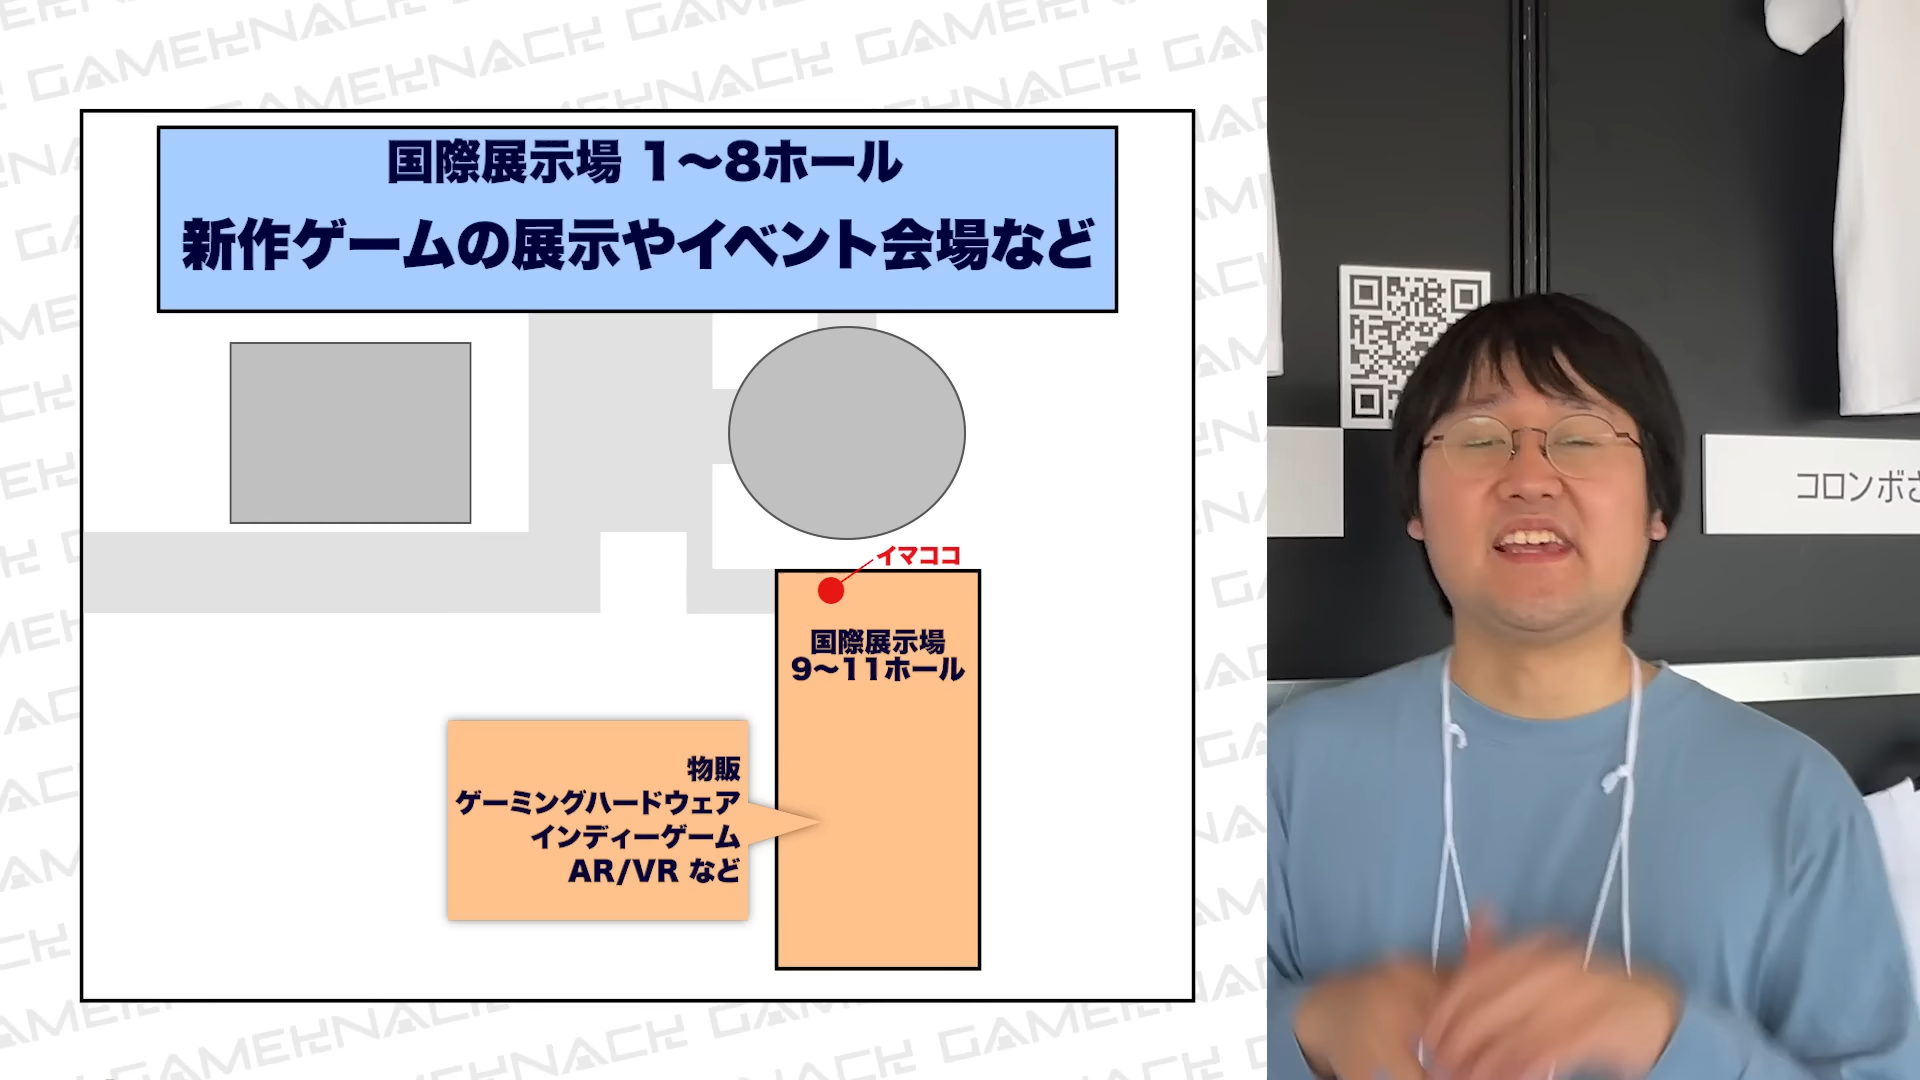 国際展示場 1〜8ホール
新作ゲームの展示やイベント会場など
イマココ
国際展示場
9〜11ホール
物販
ゲーミングハードウェア
インディーゲーム
AR/VR など
コロンボさ
GAMEKNACK GAMEKNACK